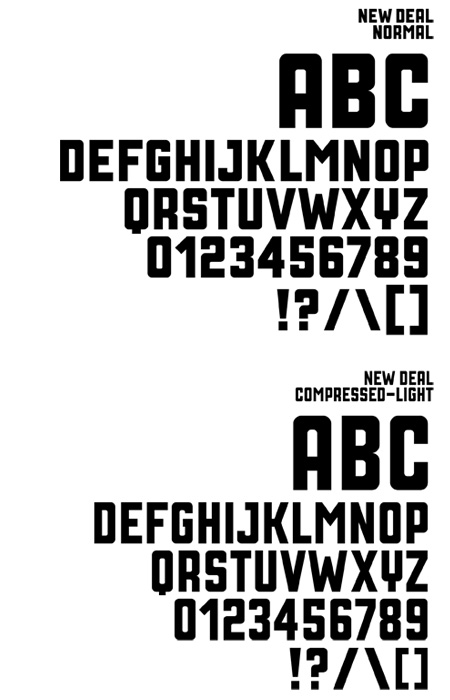 NEW DEAL
NORMAL
ABC
DEFGHIJKLMNOP
QRSTUVWXYZ
0123456789
!?/\[]
NEW DEAL
COMPRESSED-LIGHT
ABC
DEFGHIJKLMNOP
QRSTUVWXYZ
0123456789
!?/\[]